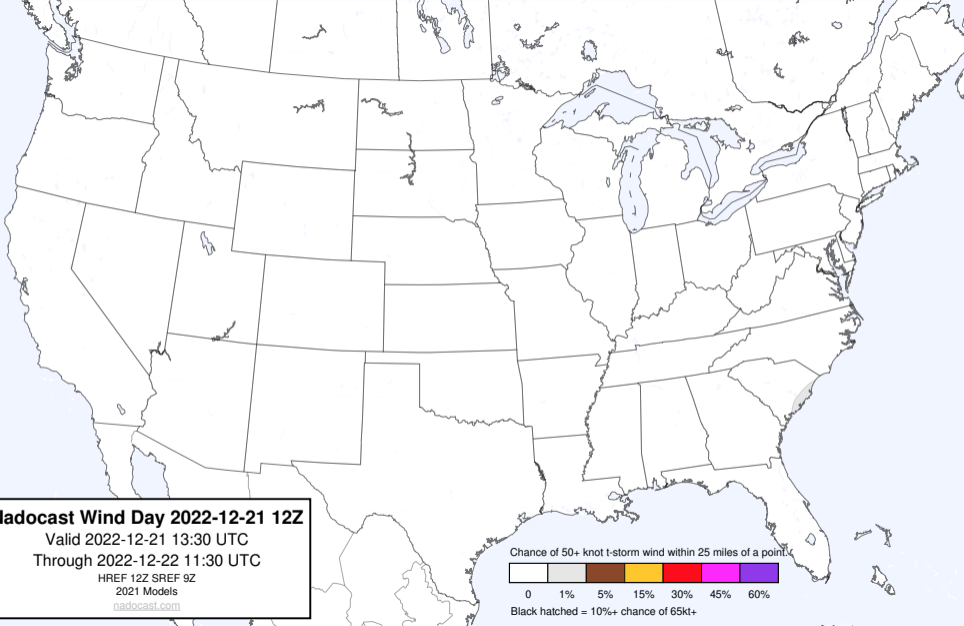 Nadocast Wind Day 2022-12-21 12Z
Valid 2022-12-21 13:30 UTC
Through 2022-12-22 11:30 UTC
HREF 12Z SREF 9Z
2021 Models
nadocast.com
Chance of 50+ knot t-storm wind within 25 miles of a point.
0 1% 5% 15% 30% 45% 60%
Black hatched = 10%+ chance of 65kt+